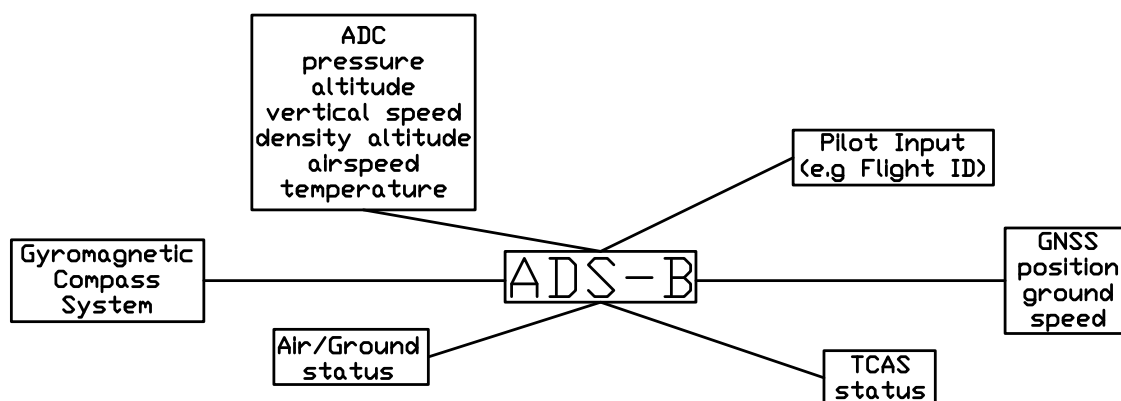 ADC
pressure
altitude
vertical speed
density altitude
airspeed
temperature
Pilot Input
(e.g Flight ID)
Gyromagnetic
Compass
System
ADS-B
GNSS
position
ground
speed
Air/Ground
status
TCAS
status